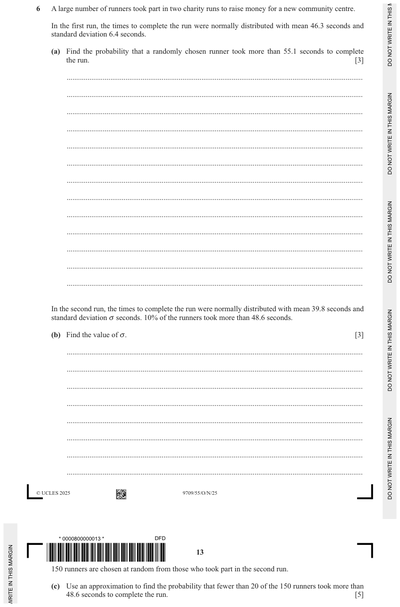 6 A large number of runners took part in two charity runs to raise money for a new community centre.
In the first run, the times to complete the run were normally distributed with mean 46.3 seconds and
standard deviation 6.4 seconds.
(a) Find the probability that a randomly chosen runner took more than 55.1 seconds to complete
the run. [3]
In the second run, the times to complete the run were normally distributed with mean 39.8 seconds and
standard deviation σ seconds. 10% of the runners took more than 48.6 seconds.
(b) Find the value of σ. [3]
© UCLES 2025
9709/55/O/N/25
DO NOT WRITE IN THIS M
DO NOT WRITE IN THIS MARGIN
DO NOT WRITE IN THIS MARGIN
DO NOT WRITE IN THIS MARGIN
DO NOT WRITE IN THIS MARGIN
WRITE IN THIS MARGIN
* 0000800000013 *
DFD
13
150 runners are chosen at random from those who took part in the second run.
(c) Use an approximation to find the probability that fewer than 20 of the 150 runners took more than
48.6 seconds to complete the run. [5]